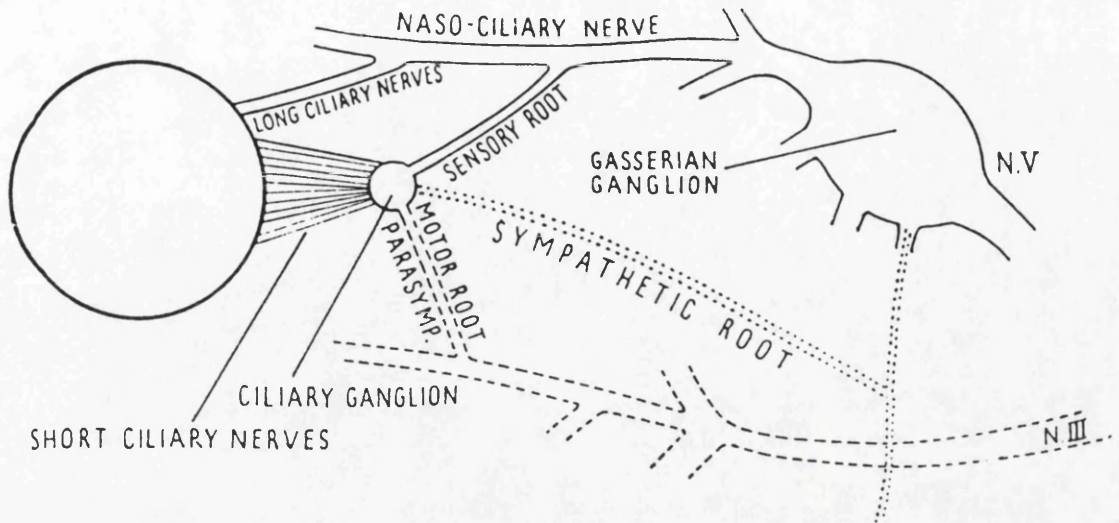 NASO-CILIARY NERVE
LONG CILIARY NERVES
SENSORY ROOT
GASSERIAN
GANGLION
N.V
MOTOR ROOT
PARASYMP
SYMPATHETIC ROOT
CILIARY GANGLION
SHORT CILIARY NERVES
N III